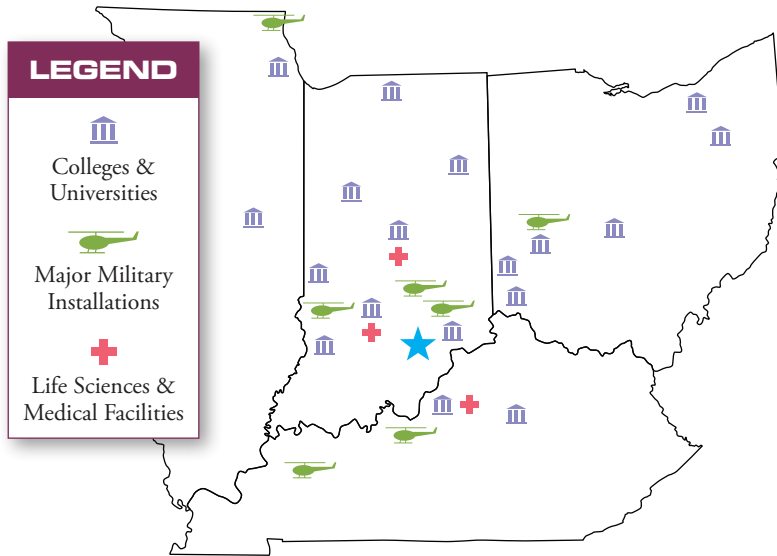 LEGEND
Colleges &
Universities
Major Military
Installations
Life Sciences &
Medical Facilities